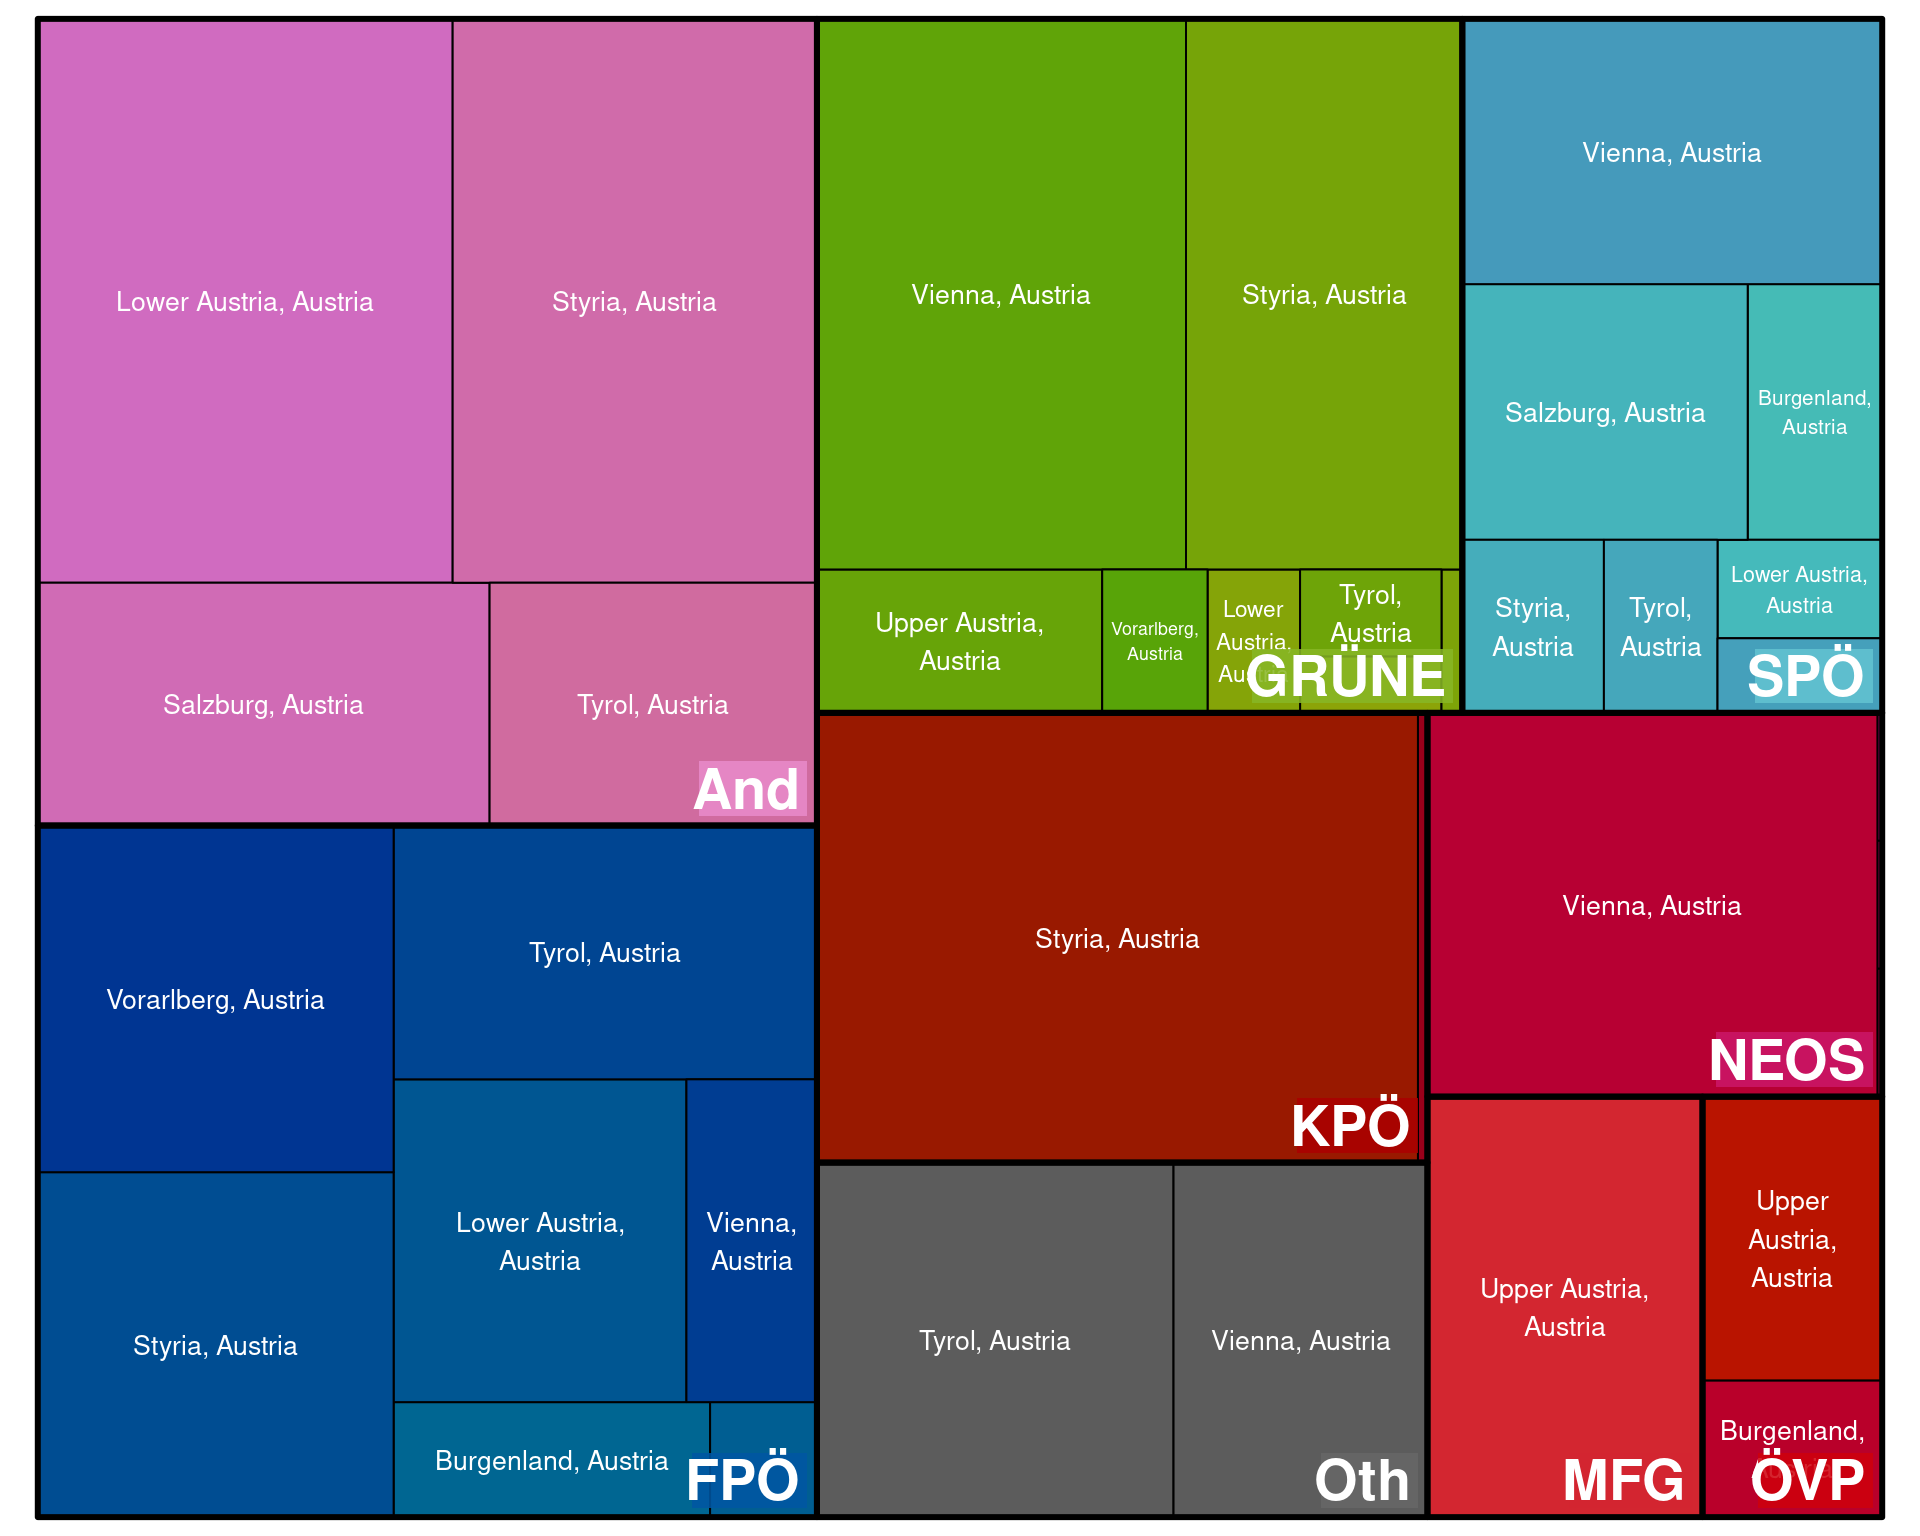 Lower Austria, Austria
Styria, Austria
Salzburg, Austria
Tyrol, Austria
And
Vienna, Austria
Styria, Austria
Upper Austria,
Austria
Vorarlberg,
Austria
Lower
Austria,
Tyrol,
Austria
GRÜNE
Vienna, Austria
Salzburg, Austria
Burgenland,
Austria
Styria,
Austria
Tyrol,
Austria
Lower Austria,
Austria
SPÖ
Vorarlberg, Austria
Tyrol, Austria
Styria, Austria
Lower Austria,
Austria
Vienna,
Austria
Burgenland, Austria
FPÖ
Styria, Austria
KPÖ
Vienna, Austria
NEOS
Tyrol, Austria
Vienna, Austria
Oth
Upper Austria,
Austria
MFG
Upper
Austria,
Austria
Burgenland,
ÖVP